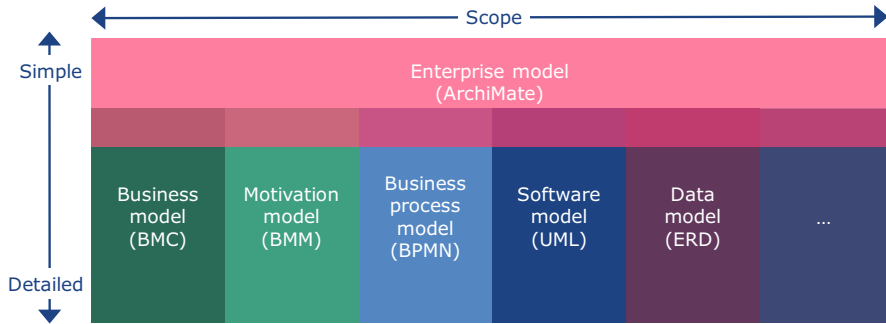 Scope
Simple
Enterprise model
(ArchiMate)
Business
model
(BMC)
Motivation
model
(BMM)
Business
process
model
(BPMN)
Software
model
(UML)
Data
model
(ERD)
...
Detailed